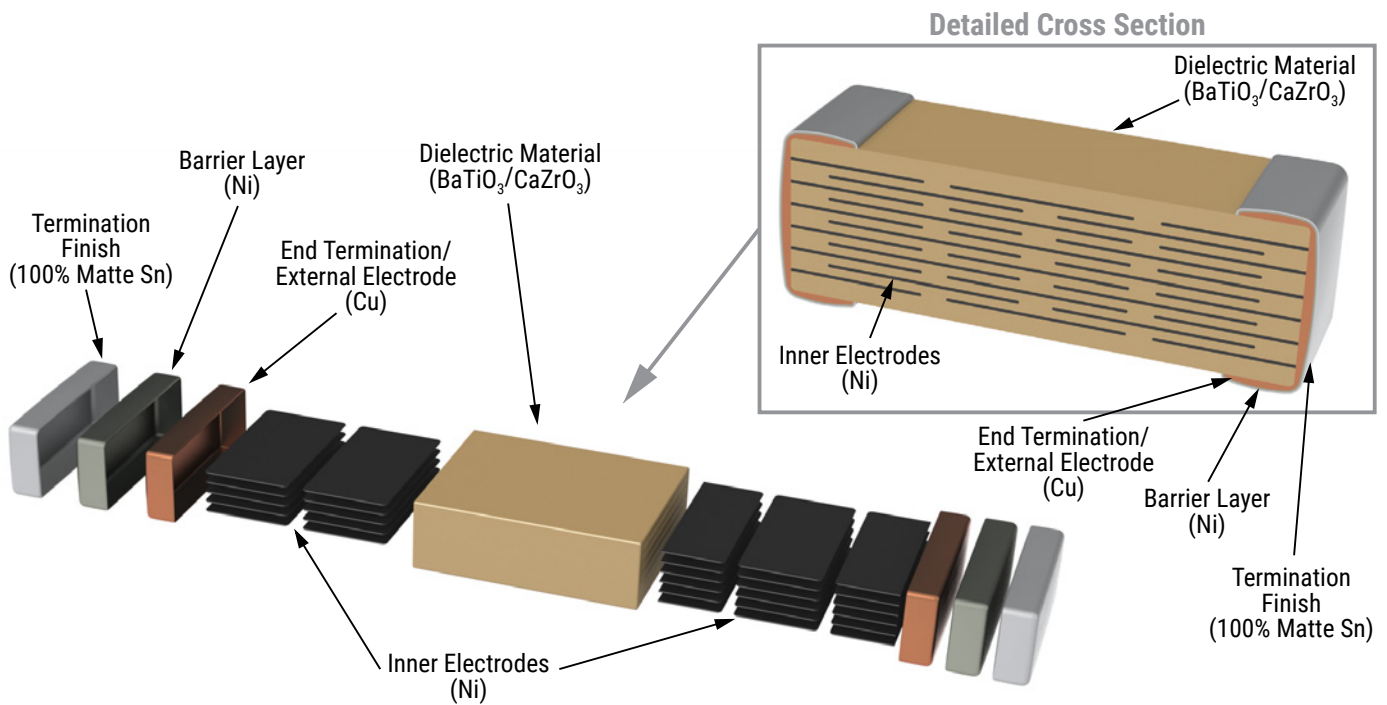 Detailed Cross Section
Dielectric Material
(BaTiO₃/CaZrO₃)
Inner Electrodes
(Ni)
End Termination/
External Electrode
(Cu)
Barrier Layer
(Ni)
Termination
Finish
(100% Matte Sn)
Termination
Finish
(100% Matte Sn)
Barrier Layer
(Ni)
End Termination/
External Electrode
(Cu)
Dielectric Material
(BaTiO₃/CaZrO₃)
Inner Electrodes
(Ni)